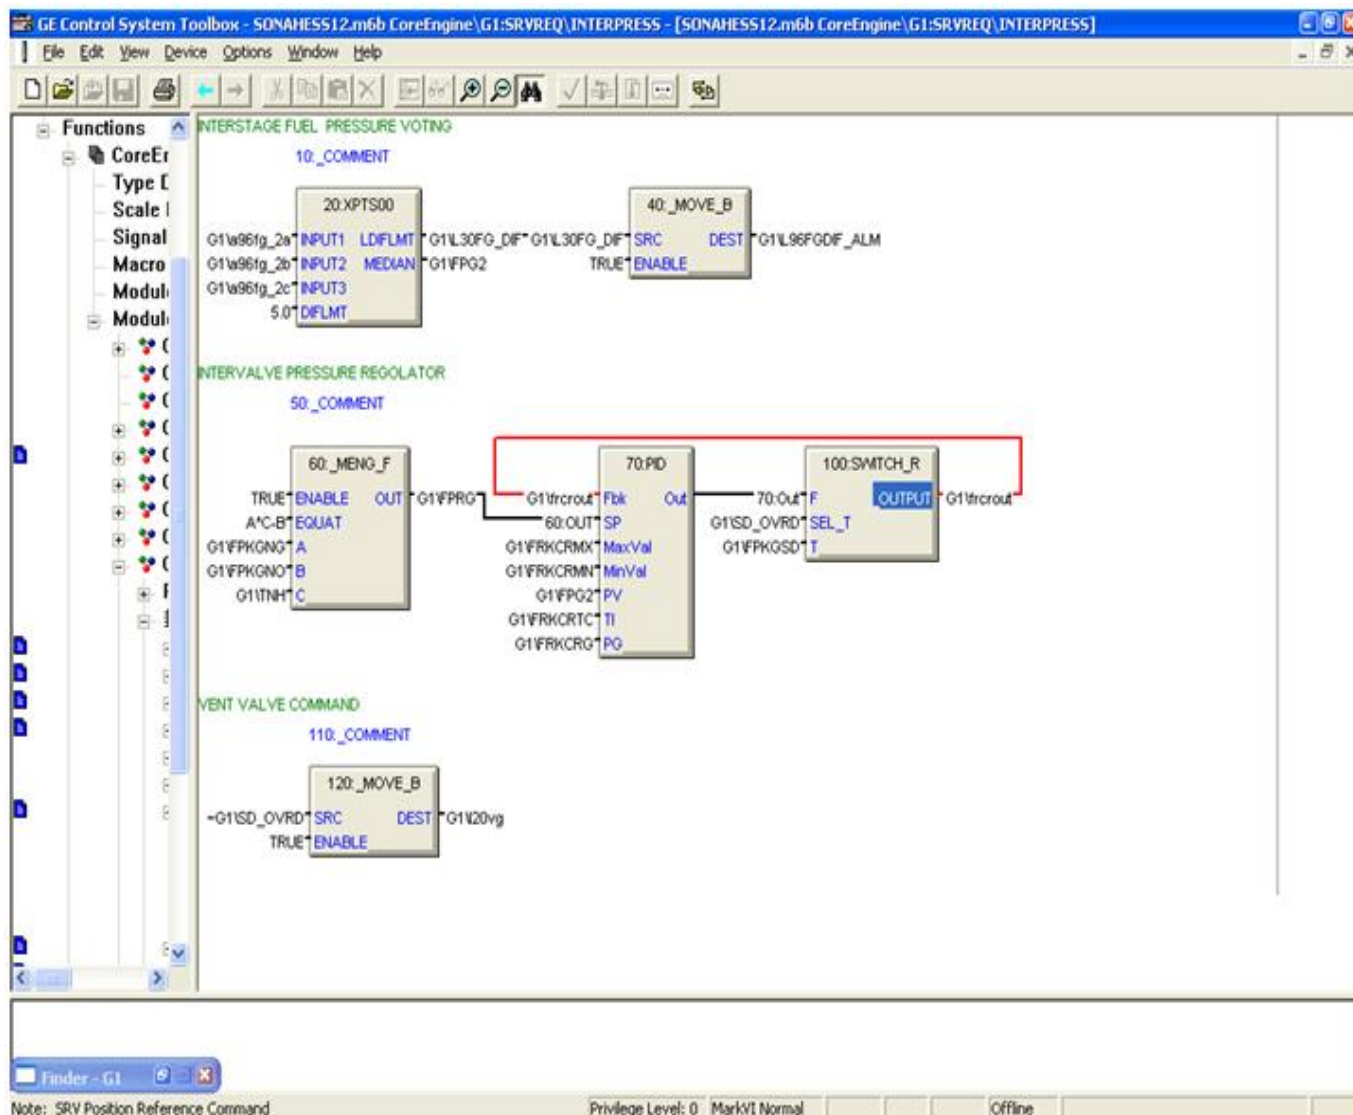 GE Control System Toolbox - SONAHESS12.m6b CoreEngine\G1:SRVREQ\INTERPRESS - [SONAHESS12.m6b CoreEngine\G1:SRVREQ\INTERPRESS]
File Edit View Device Options Window Help
Functions
CoreEr
Type D
Scale
Signal
Macro
Modul
Modul
INTERSTAGE FUEL PRESSURE VOTING
10:_COMMENT
20:XPTS00 40:_MOVE_B
G1\a96fg_2a INPUT1 LDIFLMT G1\L30FG_DIF G1\L30FG_DIF SRC DEST G1\L96FGDIF_ALM
G1\a96fg_2b INPUT2 MEDIAN G1\FPG2 TRUE ENABLE
G1\a96fg_2c INPUT3
5.0 DIFLMT
INTERVALVE PRESSURE REGOLATOR
50:_COMMENT
60:_MENG_F 70:PID 100:SWITCH_R
TRUE ENABLE OUT G1\FPRG G1\frcrout Fbk Out 70:Out F OUTPUT G1\frcrout
A*C-B EQUAT 60:OUT SP G1\SD_OVRD SEL_T
G1\FPKGNG A G1\FRKCRMX MaxVal G1\FPKGSD T
G1\FPKGNO B G1\FRKCRMN MinVal
G1\TNH C G1\FPG2 PV
G1\FRKCRTC TI
G1\FRKCRG PG
VENT VALVE COMMAND
110:_COMMENT
120:_MOVE_B
~G1\SD_OVRD SRC DEST G1\l20vg
TRUE ENABLE
Finder - G1
Note: SRV Position Reference Command Privilege Level: 0 MarkVI Normal Offline